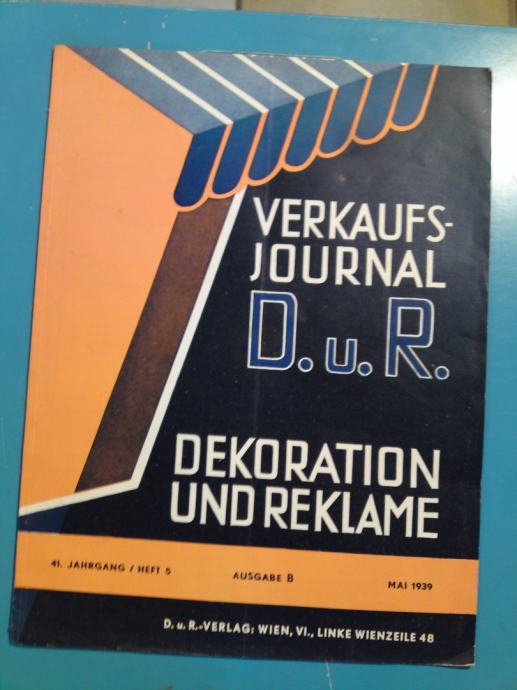 VERKAUFS-
JOURNAL
D.u.R.
DEKORATION
UND REKLAME
41. JAHRGANG / HEFT 5 AUSGABE B MAI 1939
D.u.R.-VERLAG; WIEN, VI., LINKE WIENZEILE 48